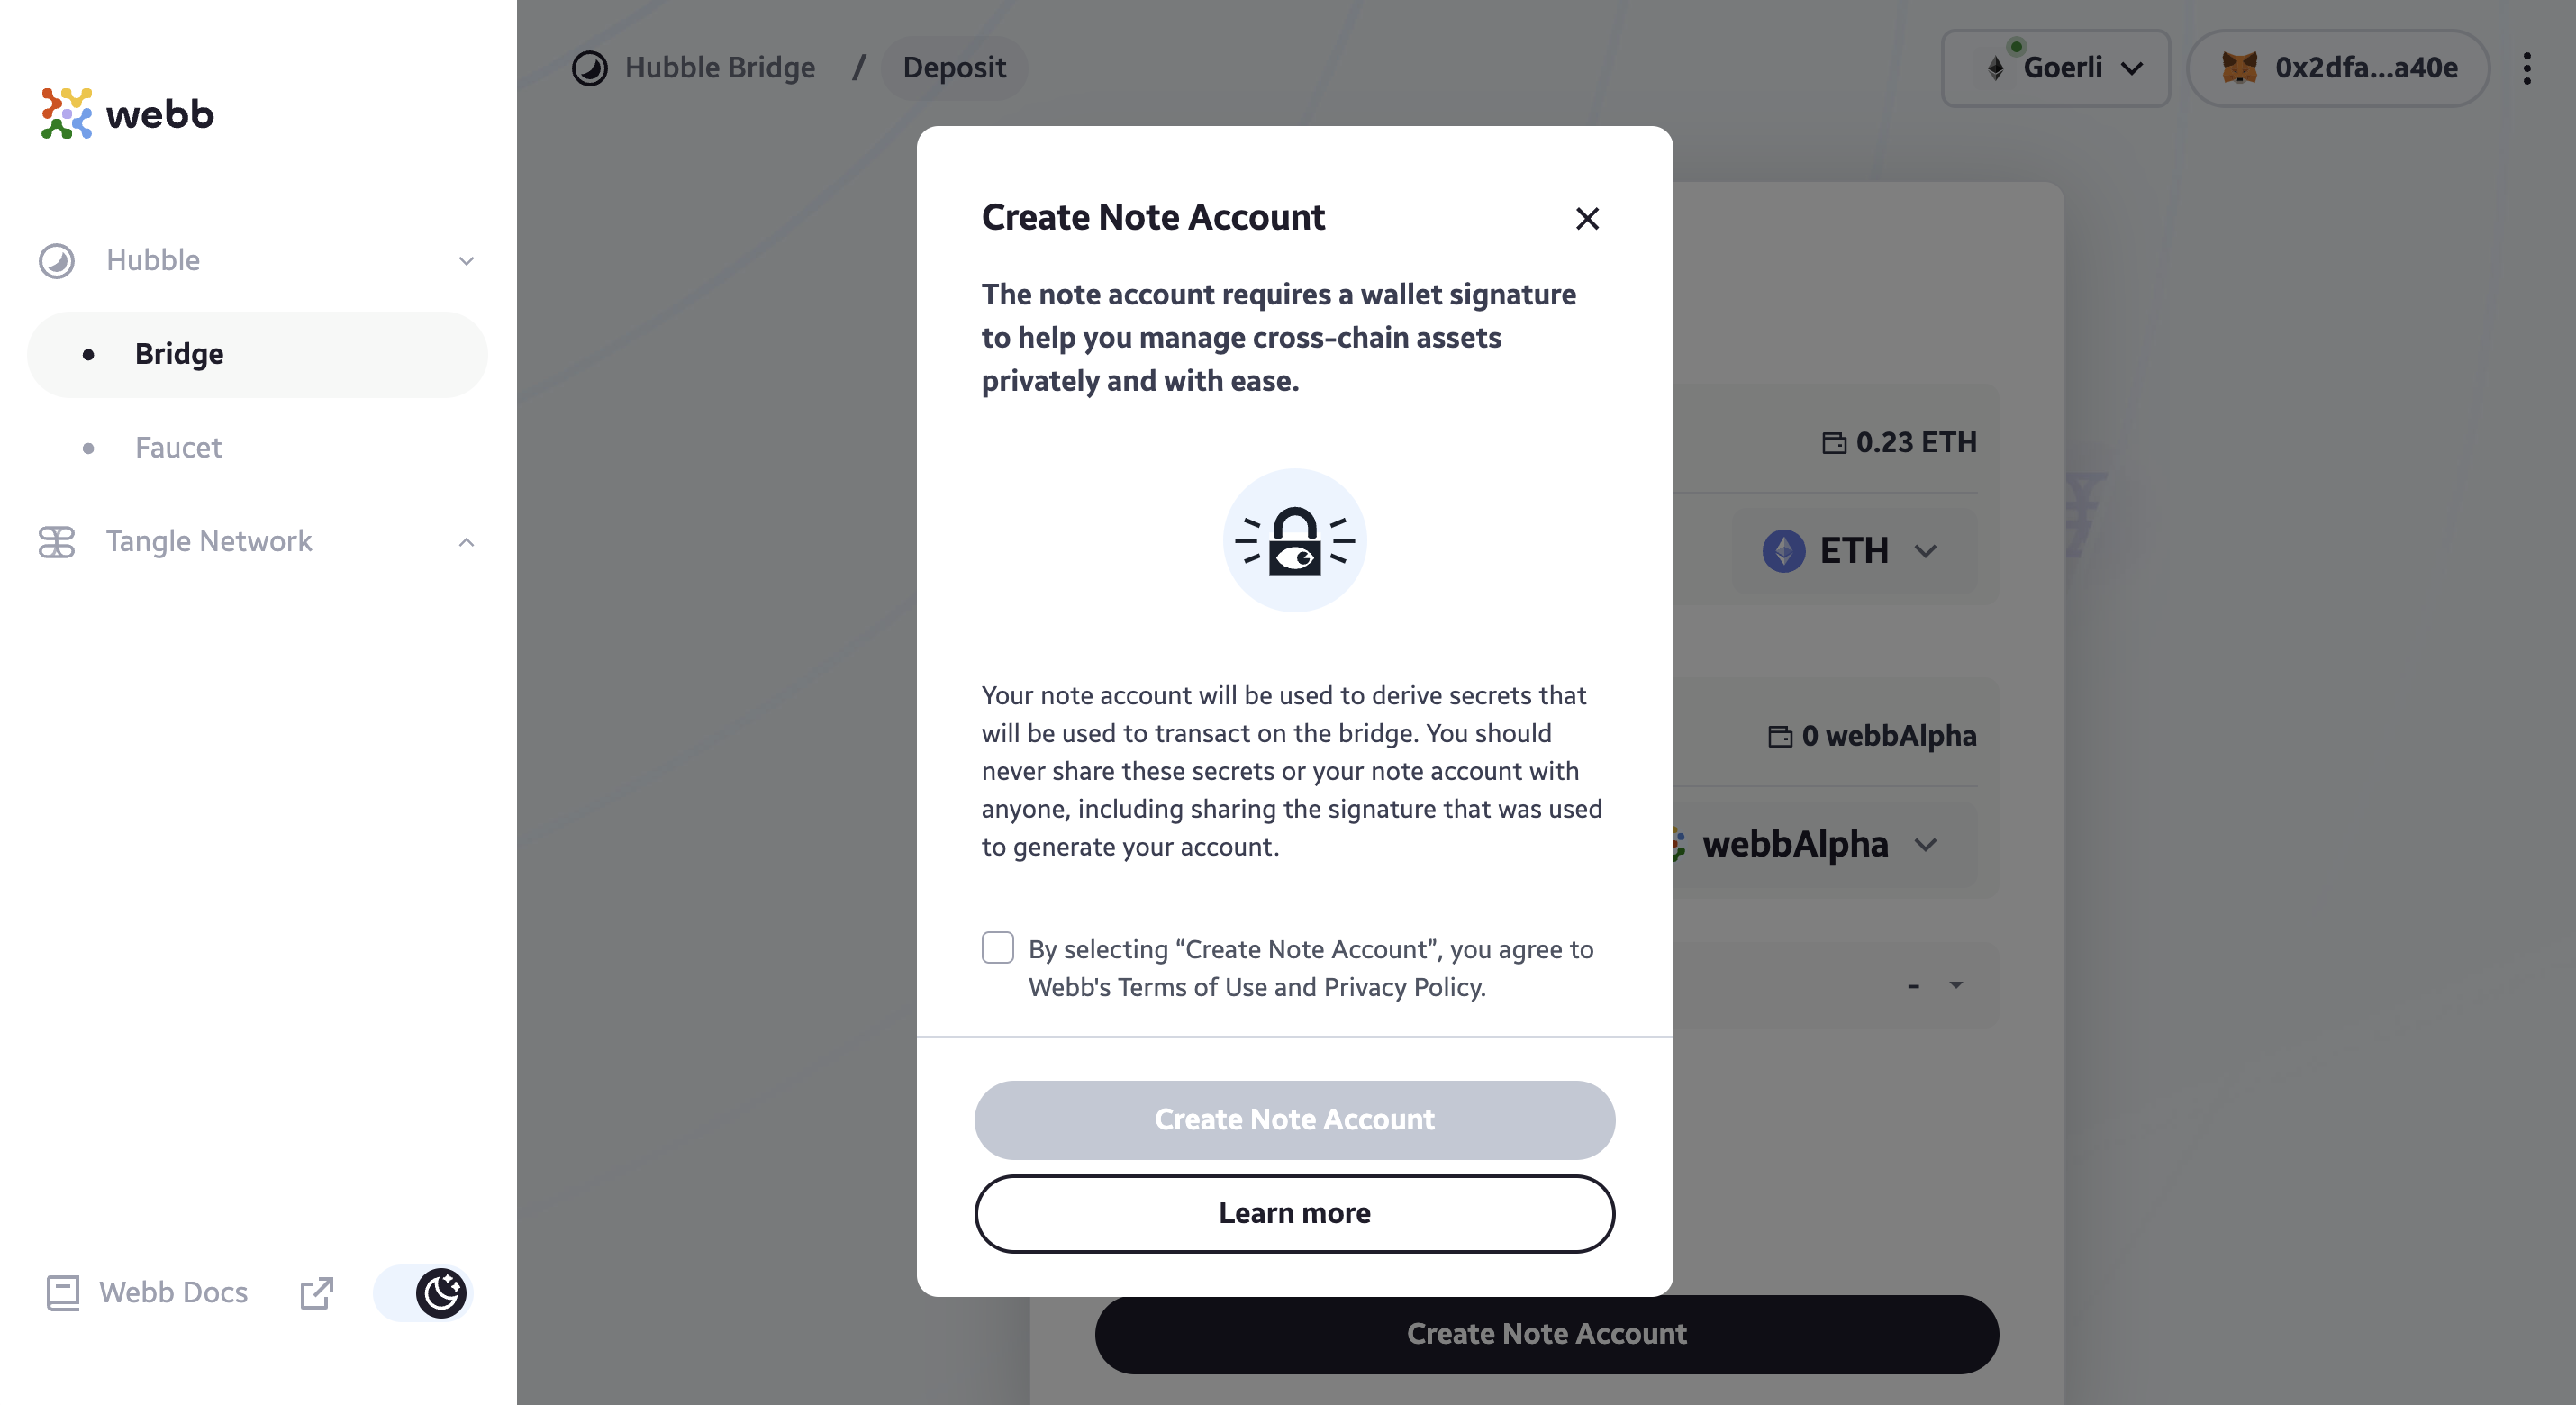 webb
Hubble
Bridge
Faucet
Tangle Network
Webb Docs
Hubble Bridge / Deposit
Goerli
0x2dfa...a40e
Create Note Account
The note account requires a wallet signature
to help you manage cross-chain assets
privately and with ease.
Your note account will be used to derive secrets that
will be used to transact on the bridge. You should
never share these secrets or your note account with
anyone, including sharing the signature that was used
to generate your account.
By selecting “Create Note Account”, you agree to
Webb's Terms of Use and Privacy Policy.
Create Note Account
Learn more
0.23 ETH
ETH
0 webbAlpha
webbAlpha
-
Create Note Account